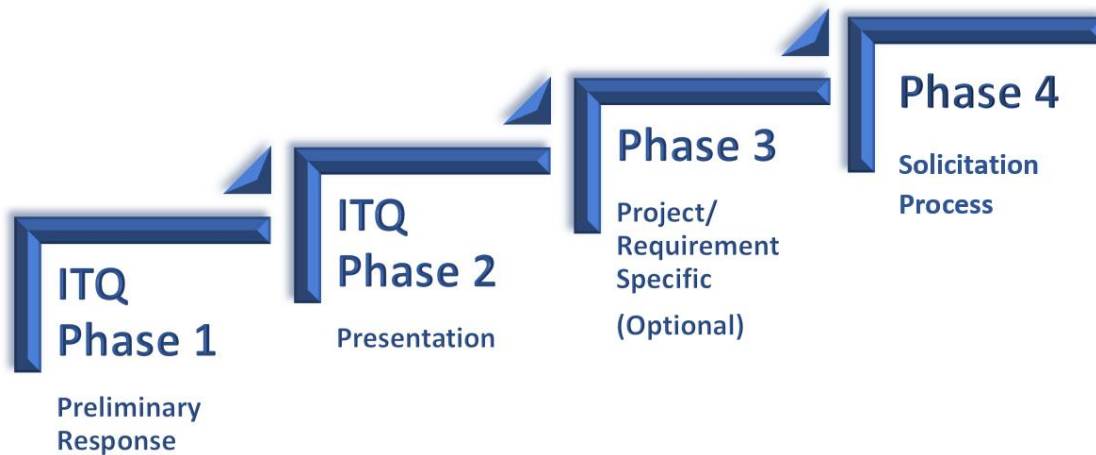 ITQ
Phase 1
Preliminary
Response
ITQ
Phase 2
Presentation
Phase 3
Project/
Requirement
Specific
(Optional)
Phase 4
Solicitation
Process